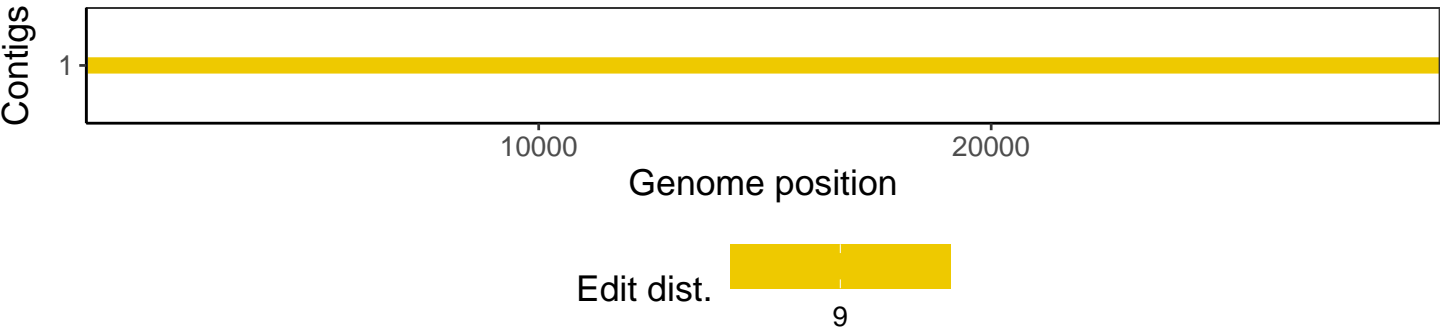 Contigs
1
10000
20000
Genome position
Edit dist.
9